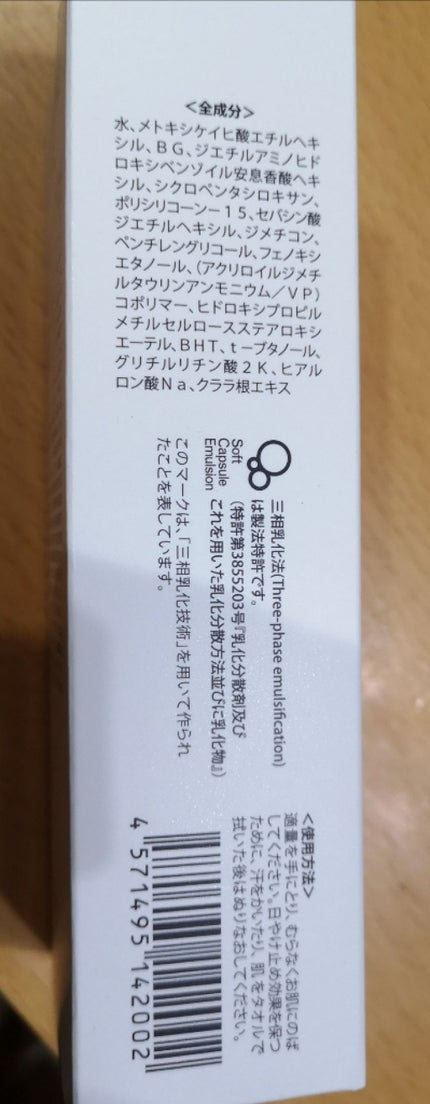 ＜全成分＞
水、メトキシケイヒ酸エチルヘキ
シル、ＢＧ、ジエチルアミノヒド
ロキシベンゾイル安息香酸ヘキ
シル、シクロペンタシロキサン、
ポリシリコーン－１５、セバシン酸
ジエチルヘキシル、ジメチコン、
ペンチレングリコール、フェノキシ
エタノール、（アクリロイルジメチ
ルタウリンアンモニウム／ＶＰ）
コポリマー、ヒドロキシプロピル
メチルセルロースステアロキシ
エーテル、ＢＨＴ、ｔ－ブタノール、
グリチルリチン酸２Ｋ、ヒアル
ロン酸Ｎａ、クララ根エキス
Soft
Capsule
Emulsion
三相乳化法(Three-phase emulsification)
は製法特許です。
(特許第3855203号『乳化分散剤及び
これを用いた乳化分散方法並びに乳化物』)
このマークは、「三相乳化技術」を用いて作られ
たことを表しています。
＜使用方法＞
適量を手にとり、むらなくお肌にのば
してください。日やけ止め効果を保つ
ために、汗をかいたり、肌をタオルで
拭いた後はぬりなおしてください。
4 571495 142002